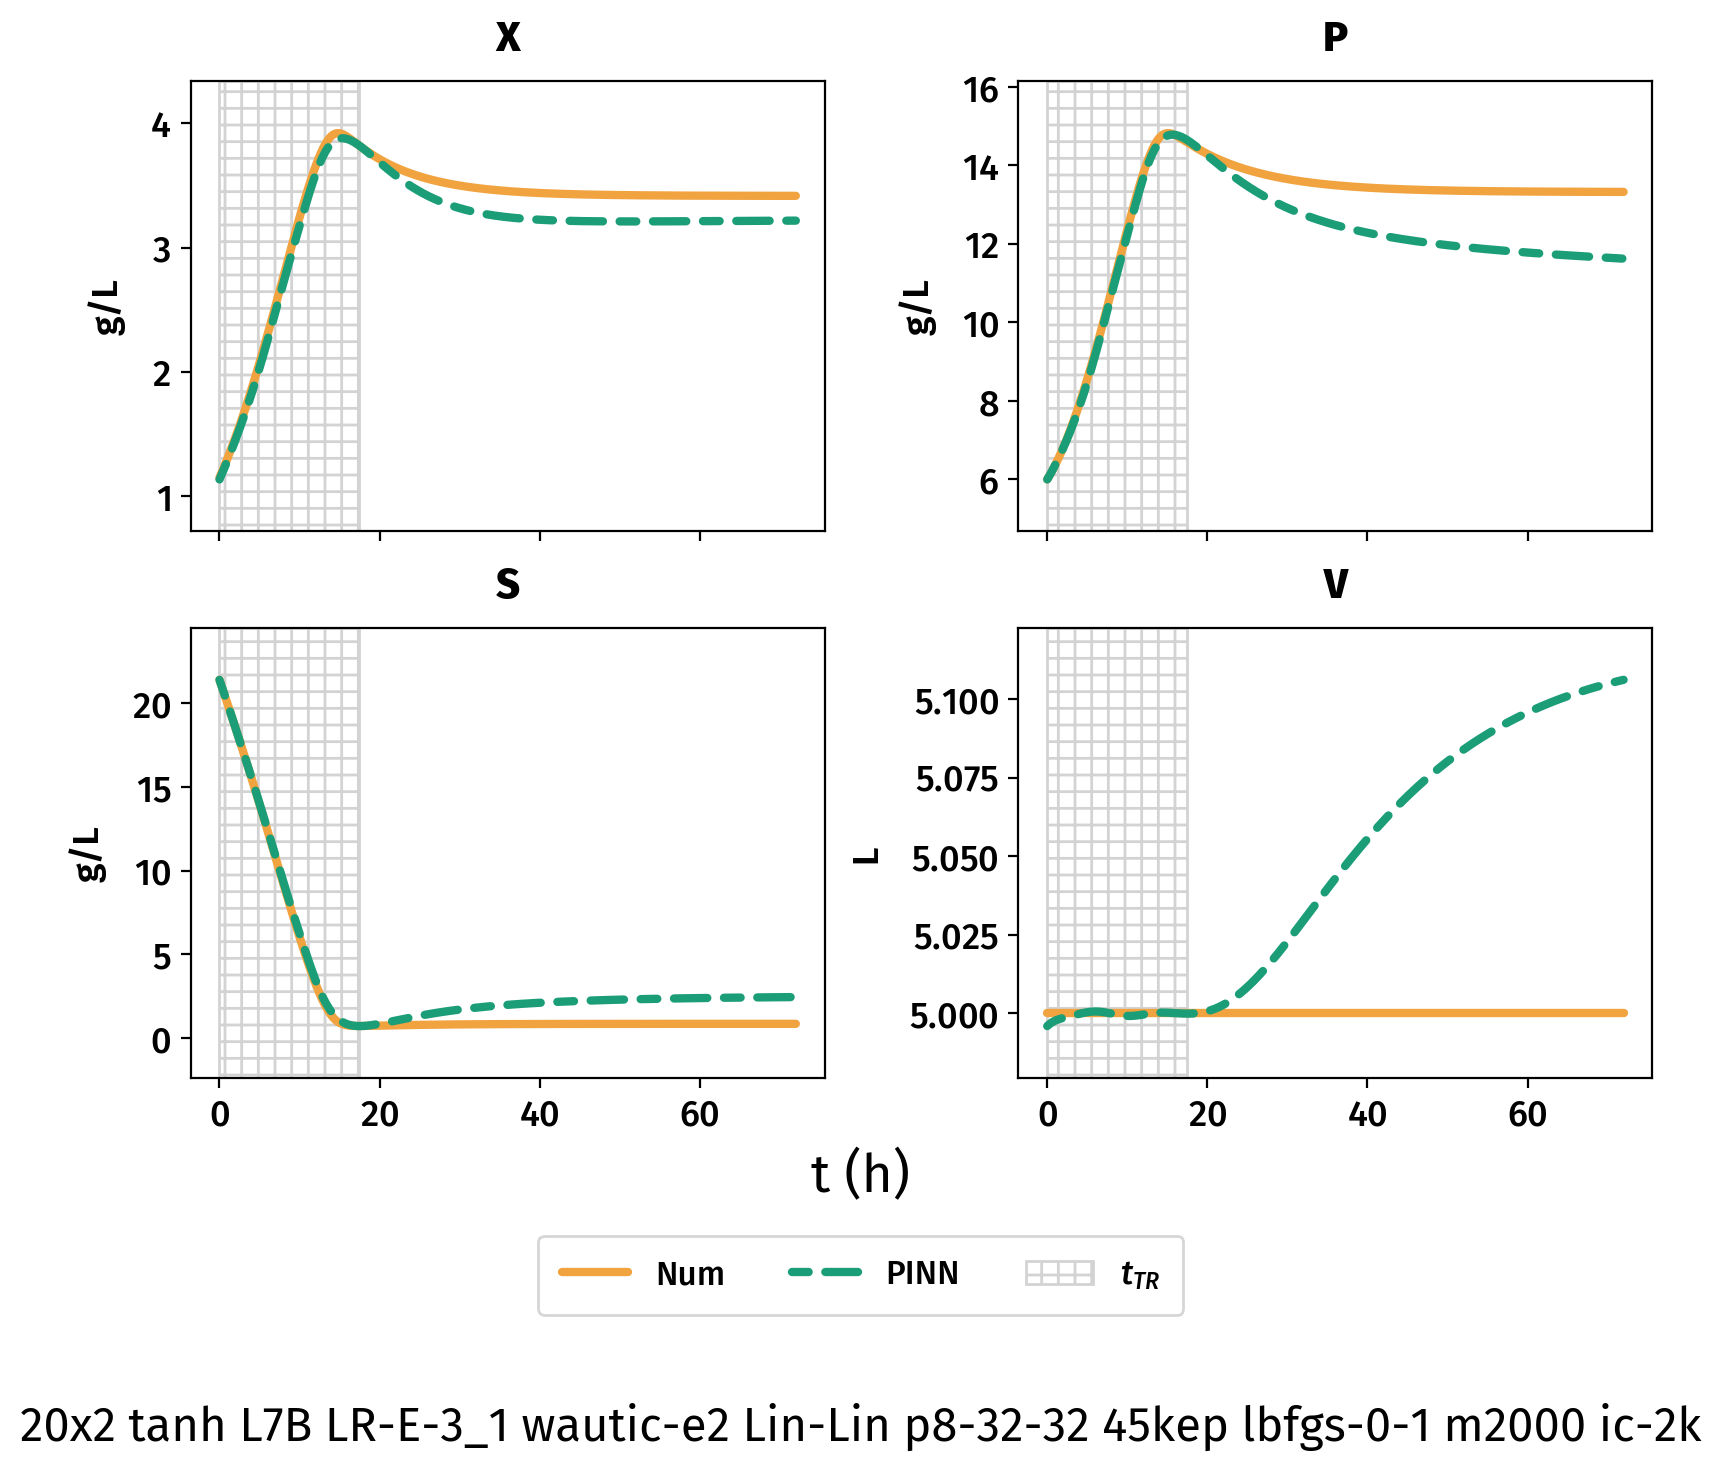 X
P
4
3
2
1
g/L
16
14
12
10
8
6
g/L
S
V
20
15
10
5
0
g/L
5.100
5.075
5.050
5.025
5.000
L
0 20 40 60
0 20 40 60
t (h)
Num PINN tTR
20x2 tanh L7B LR-E-3_1 wautic-e2 Lin-Lin p8-32-32 45kep lbfgs-0-1 m2000 ic-2k